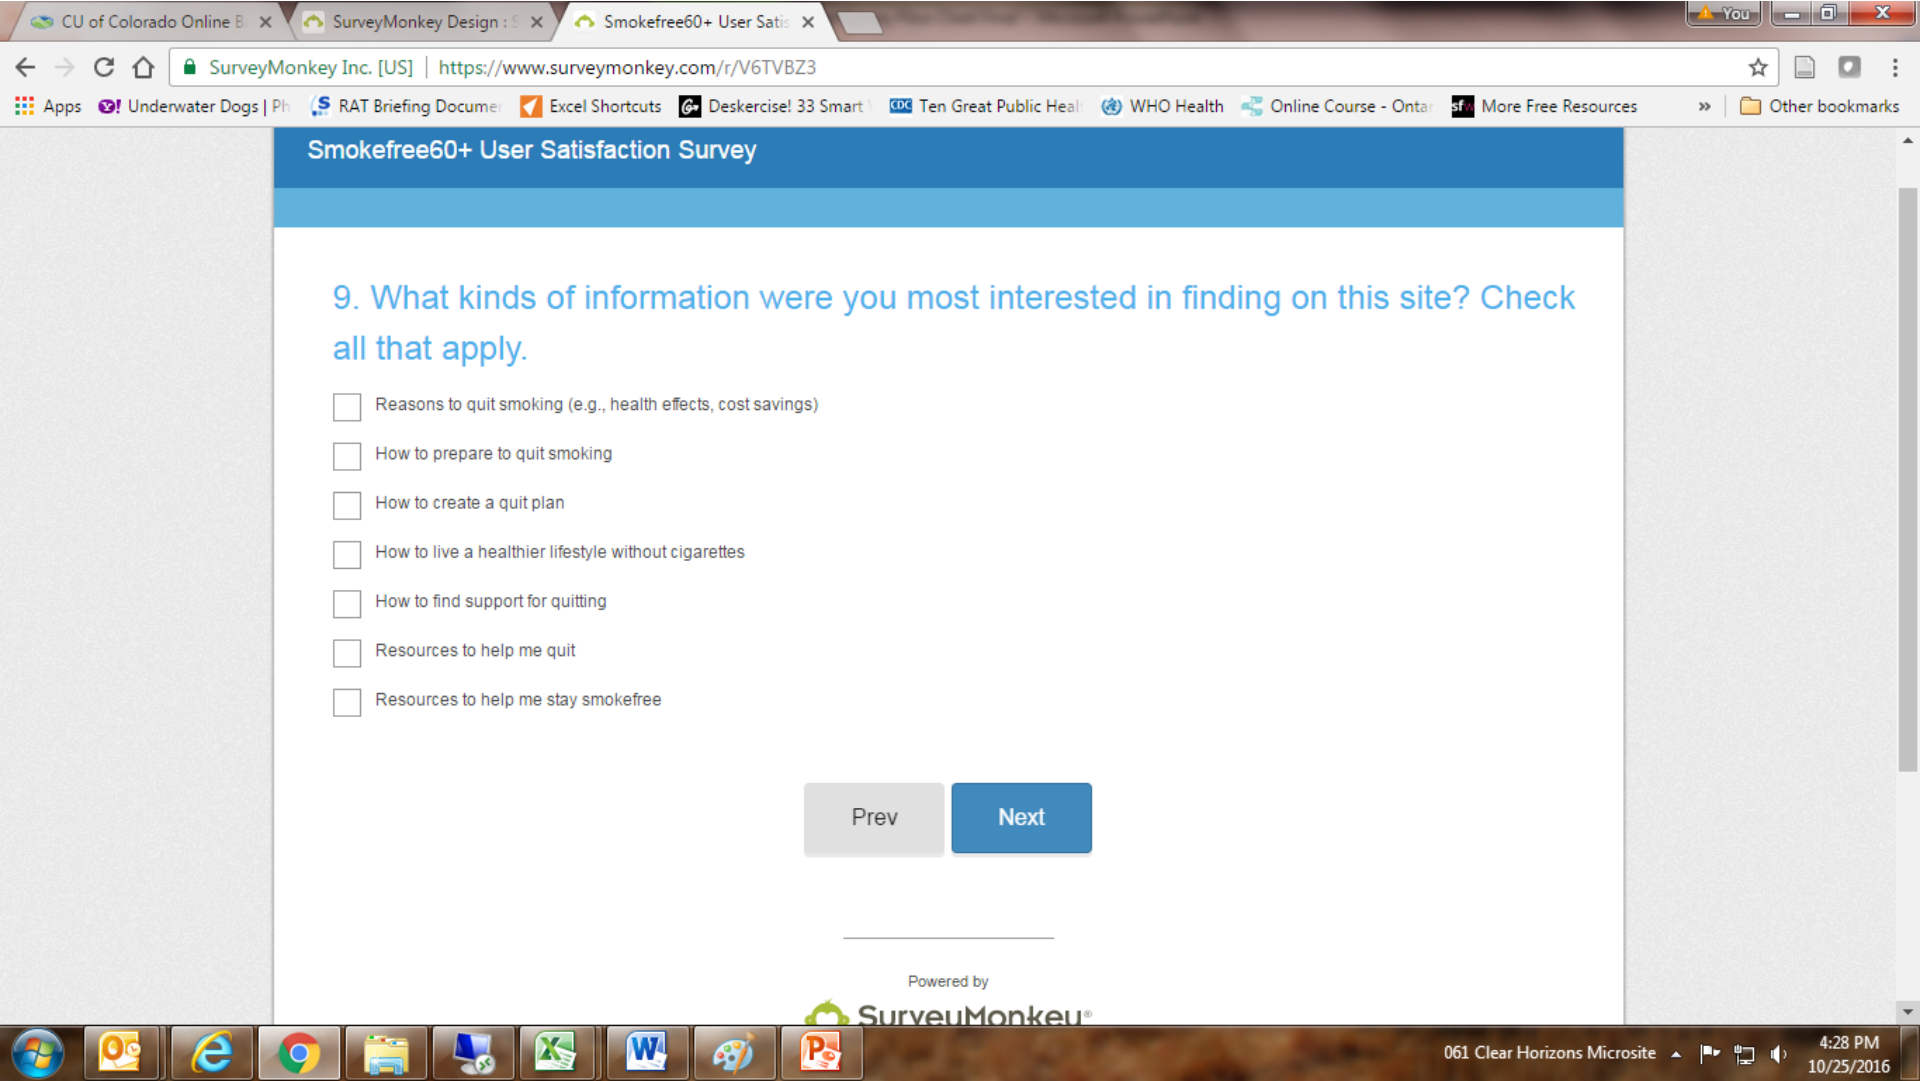 CU of Colorado Online B
SurveyMonkey Design : S
Smokefree60+ User Satis
You
SurveyMonkey Inc. [US]
https://www.surveymonkey.com/r/V6TVBZ3
Apps
Underwater Dogs | Ph
RAT Briefing Documen
Excel Shortcuts
Deskercise! 33 Smart
CDC
Ten Great Public Heal
WHO Health
Online Course - Onta
sfw
More Free Resources
»
Other bookmarks
Smokefree60+ User Satisfaction Survey
9. What kinds of information were you most interested in finding on this site? Check
all that apply.
Reasons to quit smoking (e.g., health effects, cost savings)
How to prepare to quit smoking
How to create a quit plan
How to live a healthier lifestyle without cigarettes
How to find support for quitting
Resources to help me quit
Resources to help me stay smokefree
Prev
Next
Powered by
SurveyMonkey®
061 Clear Horizons Microsite
4:28 PM
10/25/2016